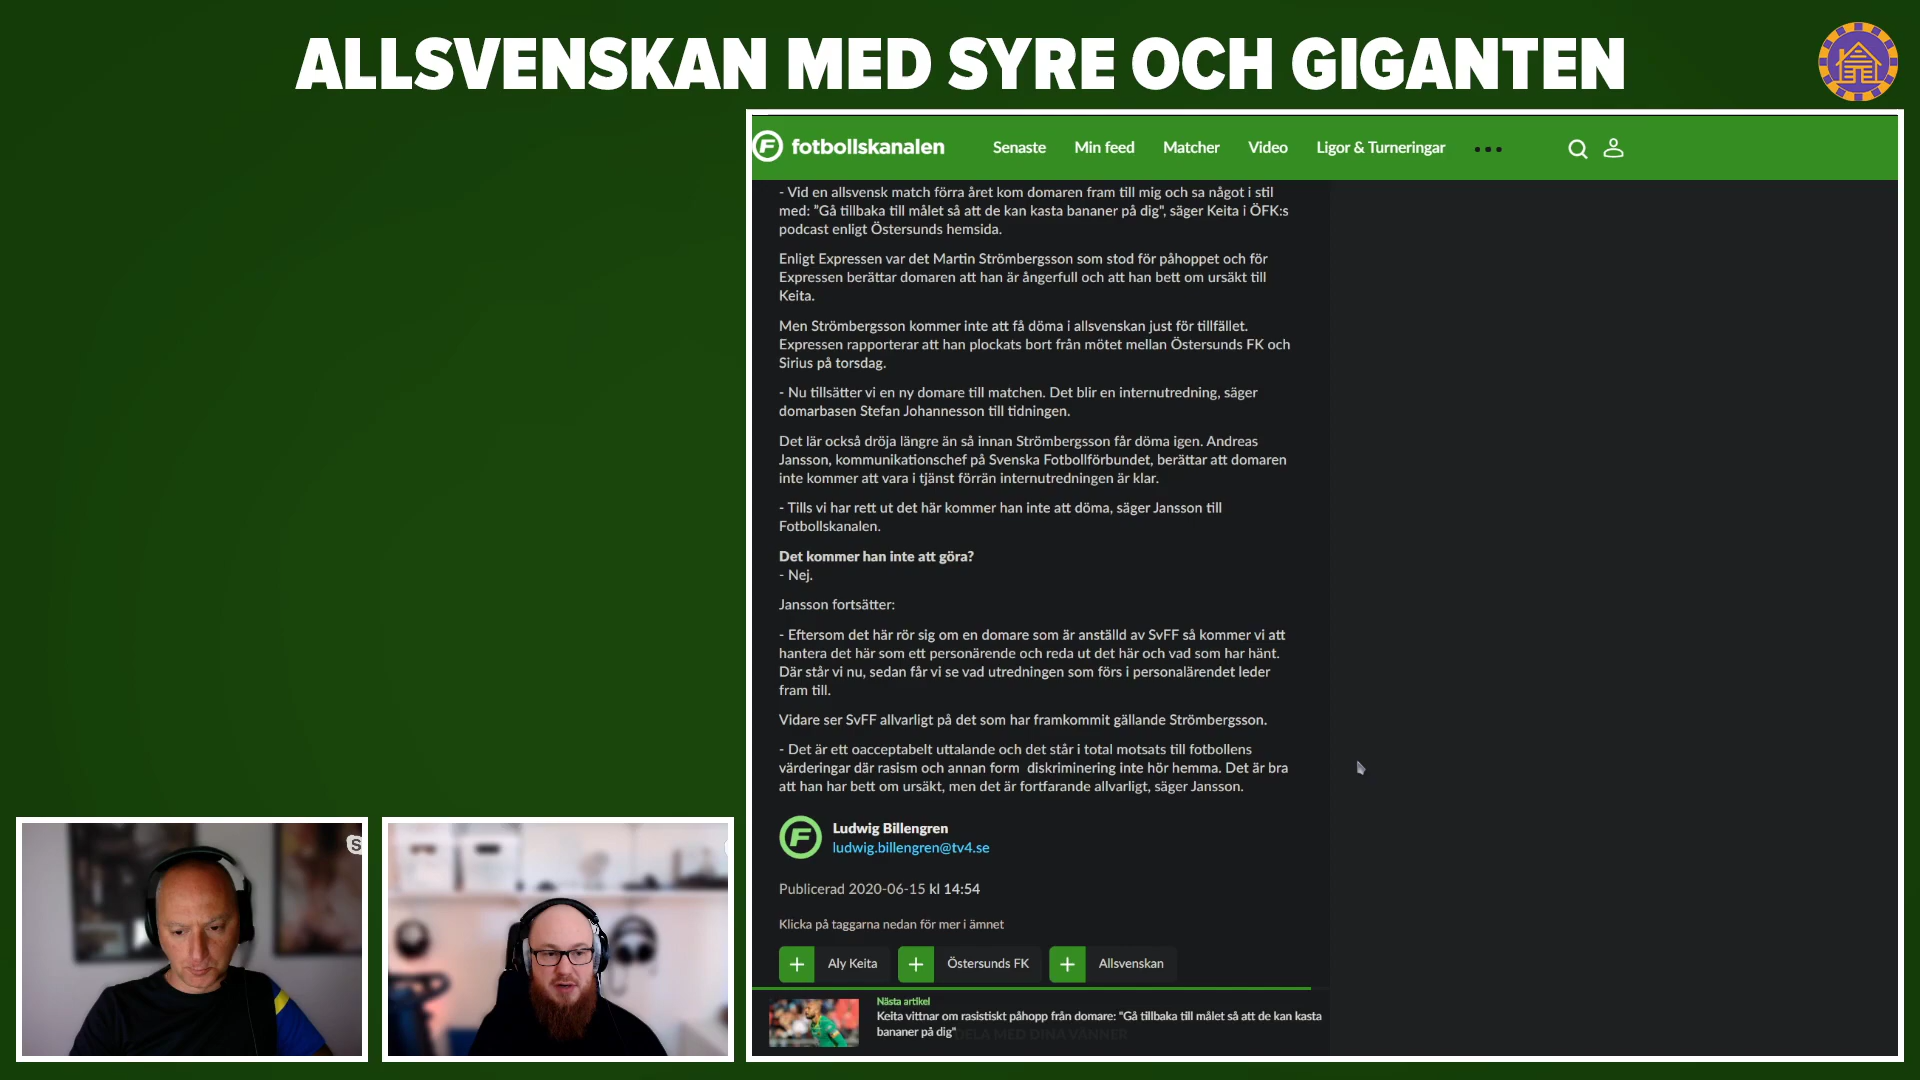 ALLSVENSKAN MED SYRE OCH GIGANTEN
F fotbollskanalen Senaste Min feed Matcher Video Ligor & Turneringar
- Vid en allsvensk match förra året kom domaren fram till mig och sa något i stil
med: "Gå tillbaka till målet så att de kan kasta bananer på dig", säger Keita i ÖFK:s
podcast enligt Östersunds hemsida.
Enligt Expressen var det Martin Strömbergsson som stod för påhoppet och för
Expressen berättar domaren att han är ångerfull och att han bett om ursäkt till
Keita.
Men Strömbergsson kommer inte att få döma i allsvenskan just för tillfället.
Expressen rapporterar att han plockats bort från mötet mellan Östersunds FK och
Sirius på torsdag.
- Nu tillsätter vi en ny domare till matchen. Det blir en internutredning, säger
domarbasen Stefan Johannesson till tidningen.
Det lär också dröja längre än så innan Strömbergsson får döma igen. Andreas
Jansson, kommunikationschef på Svenska Fotbollförbundet, berättar att domaren
inte kommer att vara i tjänst förrän internutredningen är klar.
- Tills vi har rett ut det här kommer han inte att döma, säger Jansson till
Fotbollskanalen.
Det kommer han inte att göra?
- Nej.
Jansson fortsätter:
- Eftersom det här rör sig om en domare som är anställd av SvFF så kommer vi att
hantera det här som ett personärende och reda ut det här och vad som har hänt.
Där står vi nu, sedan får vi se vad utredningen som förs i personalärendet leder
fram till.
Vidare ser SvFF allvarligt på det som har framkommit gällande Strömbergsson.
- Det är ett oacceptabelt uttalande och det står i total motsats till fotbollens
värderingar där rasism och annan form  diskriminering inte hör hemma. Det är bra
att han har bett om ursäkt, men det är fortfarande allvarligt, säger Jansson.
F Ludwig Billengren
ludwig.billengren@tv4.se
Publicerad 2020-06-15 kl 14:54
Klicka på taggarna nedan för mer i ämnet
+ Aly Keita + Östersunds FK + Allsvenskan
Nästa artikel
Keita vittnar om rasistiskt påhopp från domare: "Gå tillbaka till målet så att de kan kasta
bananer på dig"
DELA MED DINA VÄNNER
S